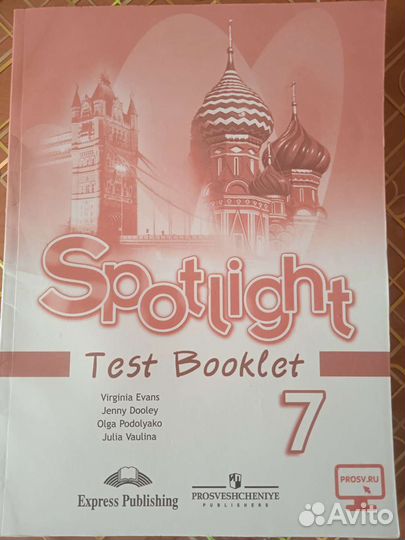 Spotlight
Test Booklet
7
Virginia Evans
Jenny Dooley
Olga Podolyako
Julia Vaulina
Express Publishing
PROSVESHCHENIYE
PUBLISHERS
PROSV.RU
Avito